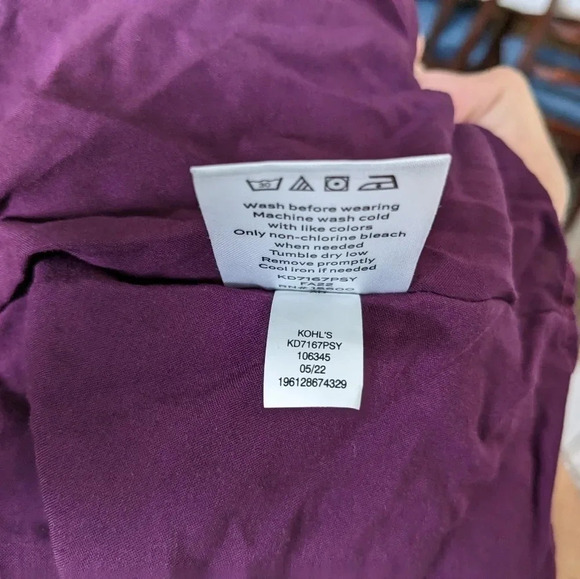 30
Wash before wearing
Machine wash cold
with like colors
Only non-chlorine bleach
when needed
Tumble dry low
Remove promptly
Cool iron if needed
KD7167PSY
FA22
KOHL'S
KD7167PSY
106345
05/22
196128674329